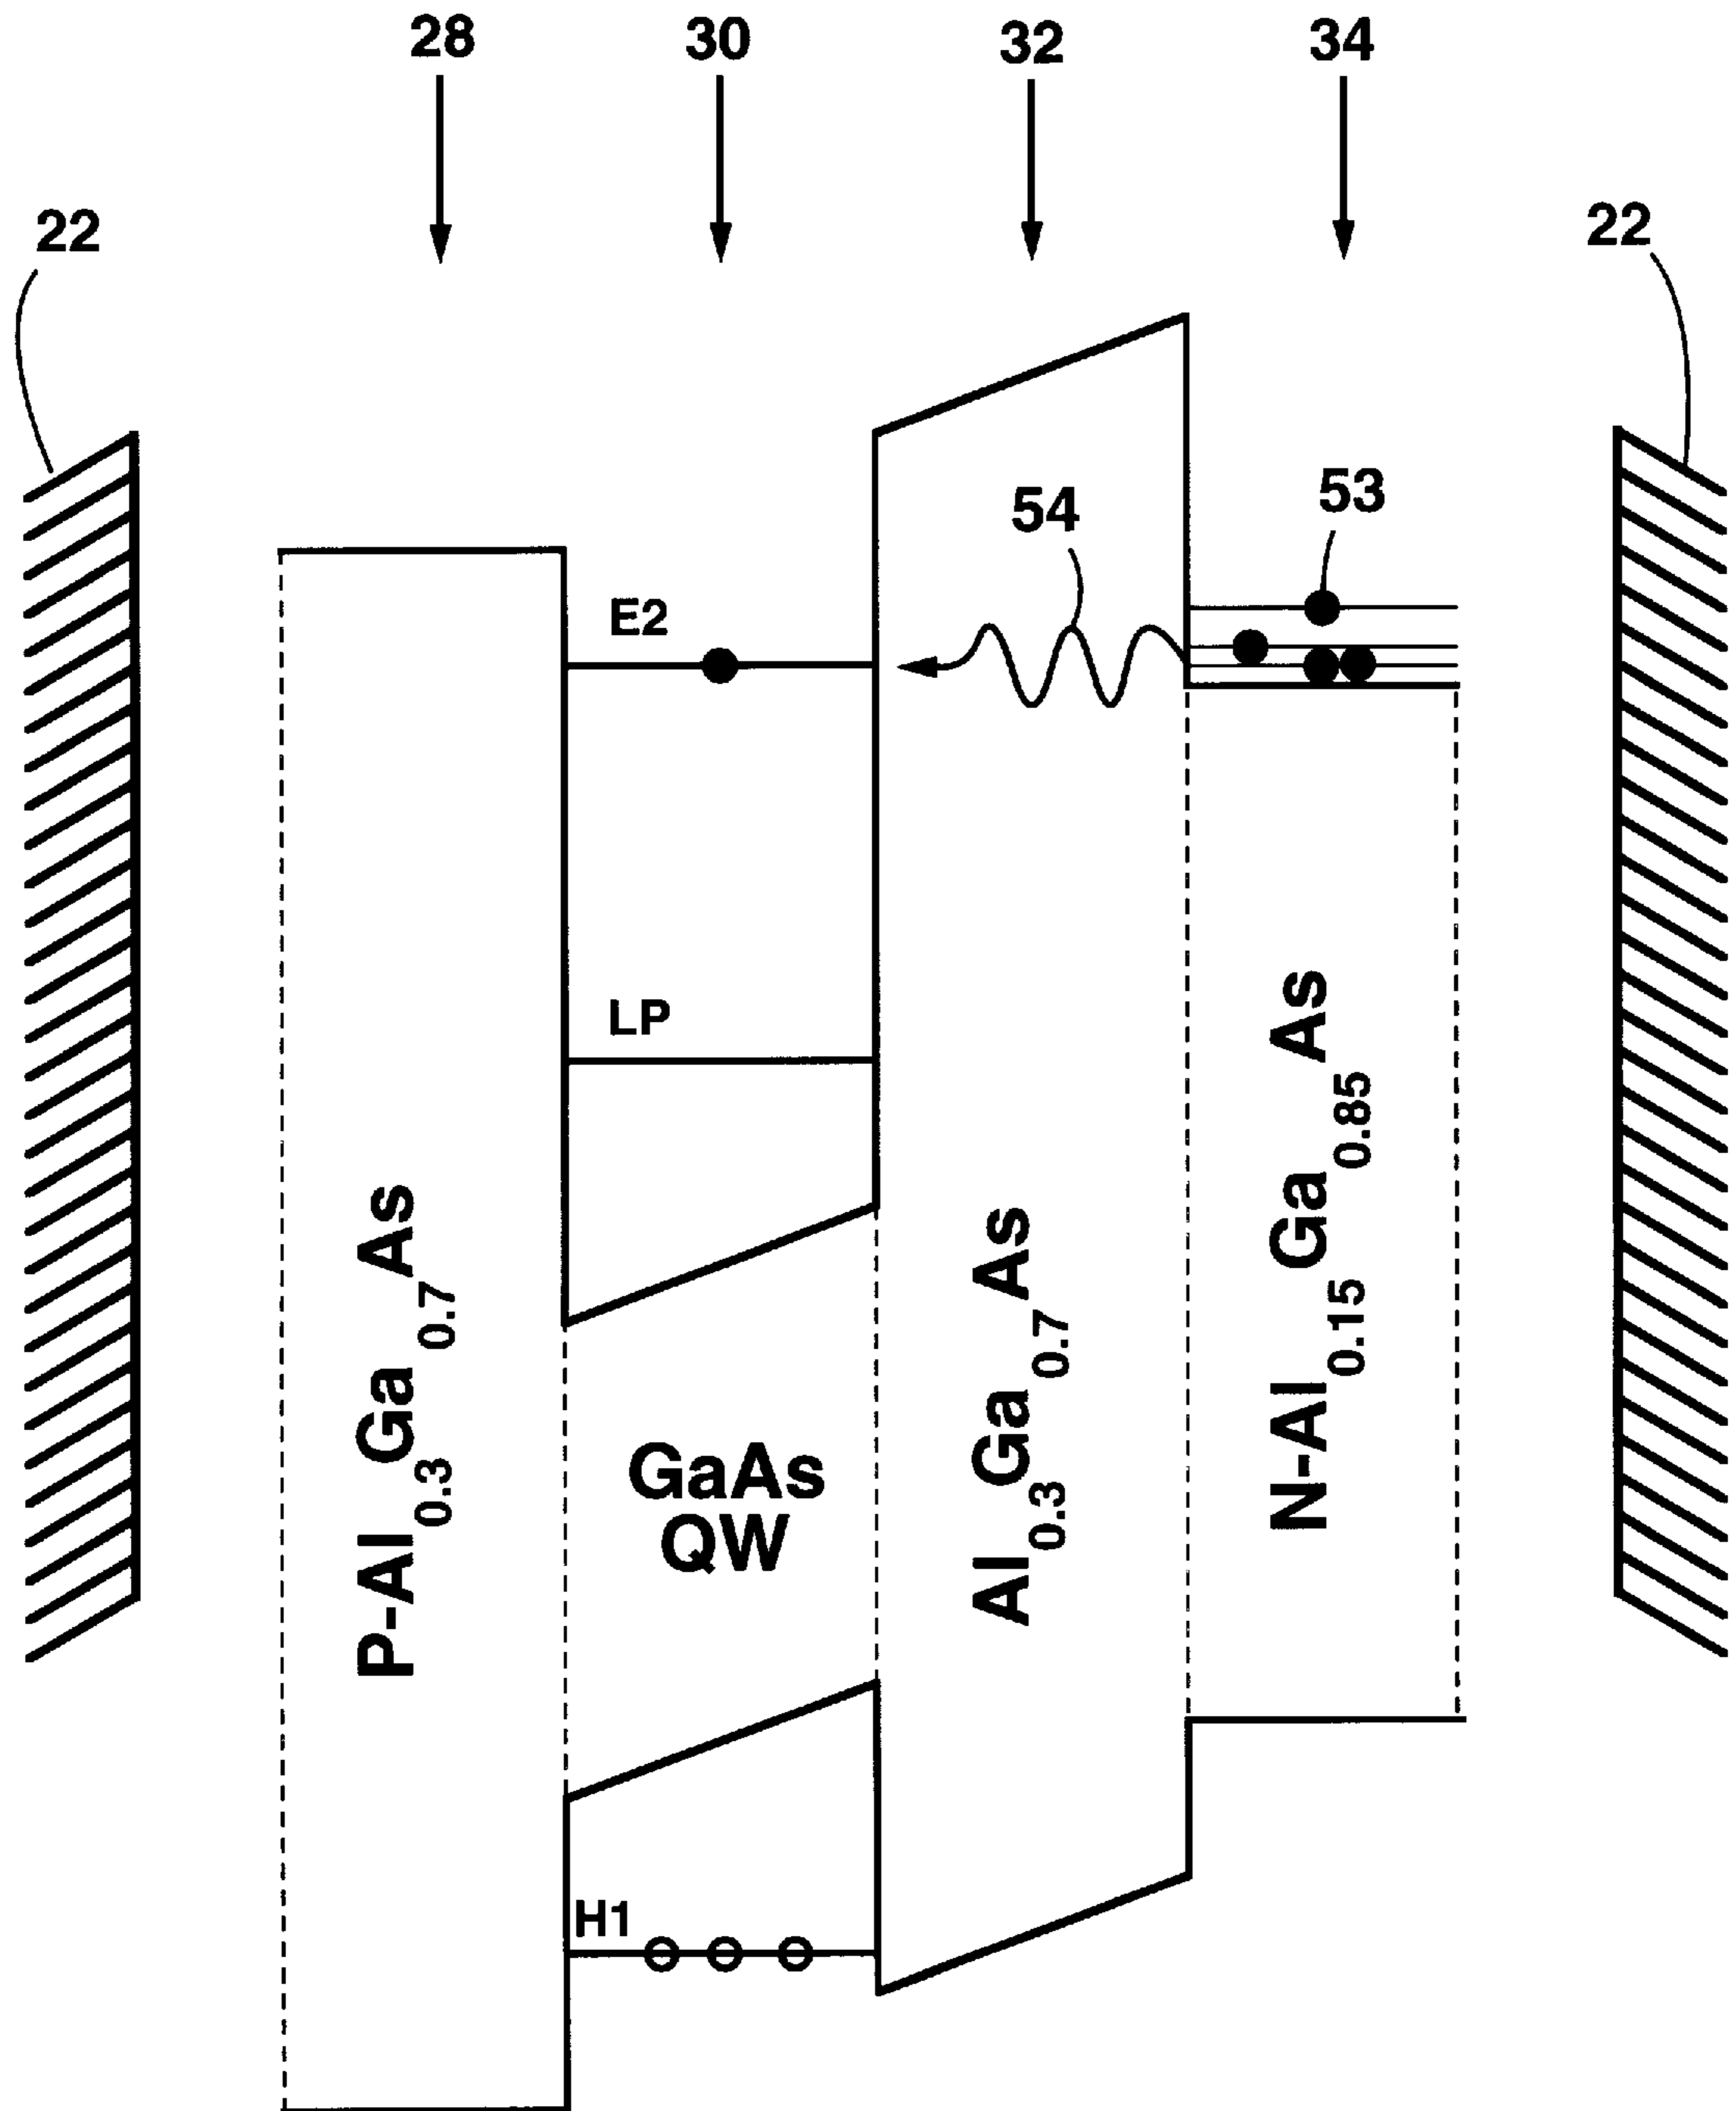 28
30
32
34
22
22
53
54
E2
LP
P-Al0.3Ga0.7As
GaAs
QW
Al0.3Ga0.7As
N-Al0.15Ga0.85As
H1